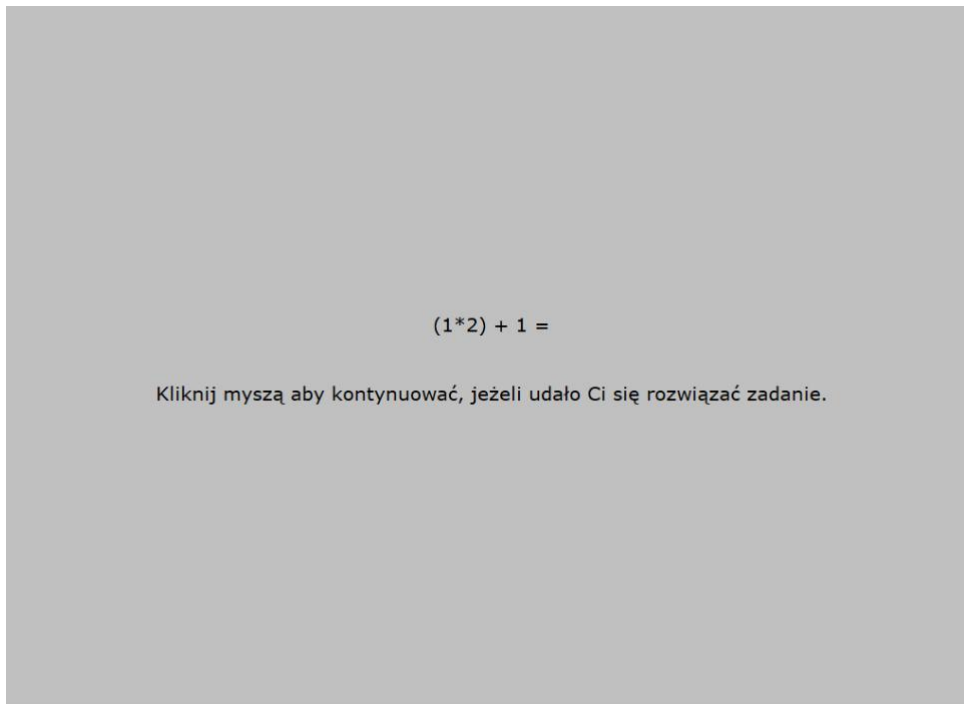 (1*2) + 1 =
Kliknij myszą aby kontynuować, jeżeli udało Ci się rozwiązać zadanie.